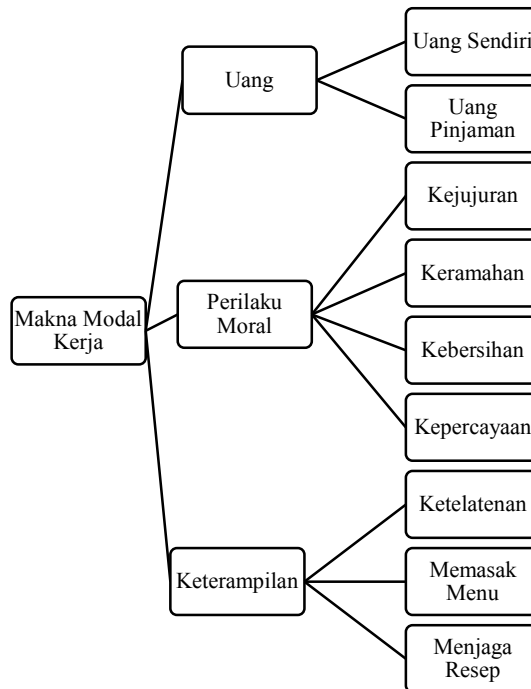 Makna Modal
Kerja
Uang
Uang Sendiri
Uang
Pinjaman
Perilaku
Moral
Kejujuran
Keramahan
Kebersihan
Kepercayaan
Keterampilan
Ketelatenan
Memasak
Menu
Menjaga
Resep